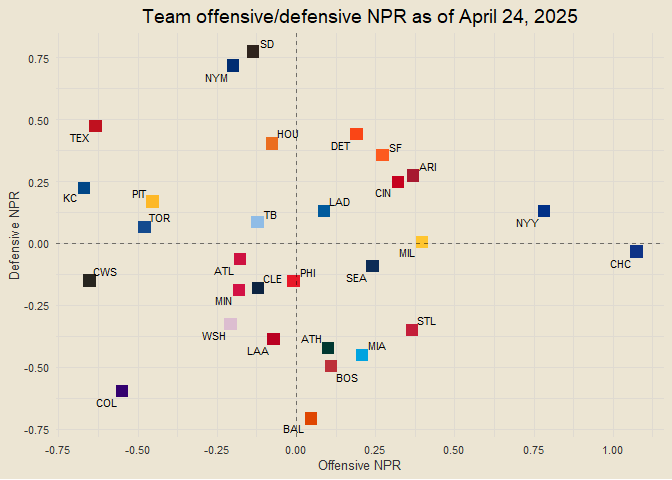 Team offensive/defensive NPR as of April 24, 2025
SD
0.75
NYM
0.50
TEX
HOU
DET
SF
ARI
0.25
KC
PIT
CIN
TOR
TB
LAD
NYY
0.00
MIL
CHC
Defensive NPR
CWS
ATL
CLE
PHI
SEA
MIN
-0.25
WSH
STL
LAA
ATH
MIA
BOS
-0.50
COL
BAL
-0.75
-0.75 -0.50 -0.25 0.00 0.25 0.50 0.75 1.00
Offensive NPR